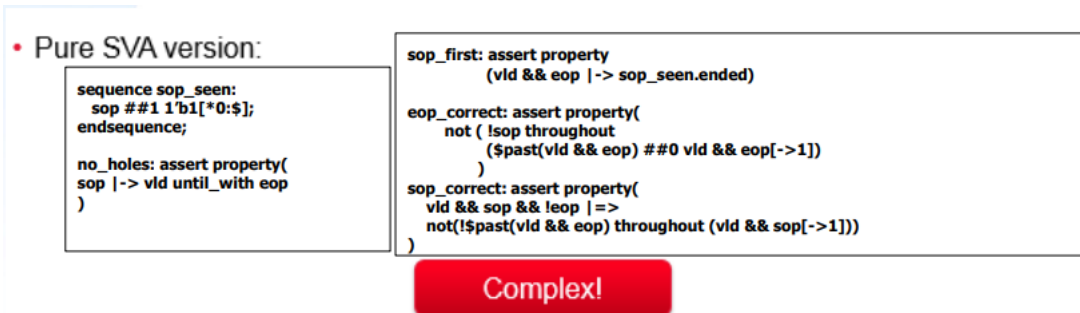 • Pure SVA version:
sequence sop_seen:
sop ##1 1'b1[*0:$];
endsequence;
no_holes: assert property(
sop |-> vld until_with eop
)
sop_first: assert property
(vld && eop |-> sop_seen.ended)
eop_correct: assert property(
not ( !sop throughout
($past(vld && eop) ##0 vld && eop[->1])
)
sop_correct: assert property(
vld && sop && !eop |=>
not(!$past(vld && eop) throughout (vld && sop[->1]))
)
Complex!